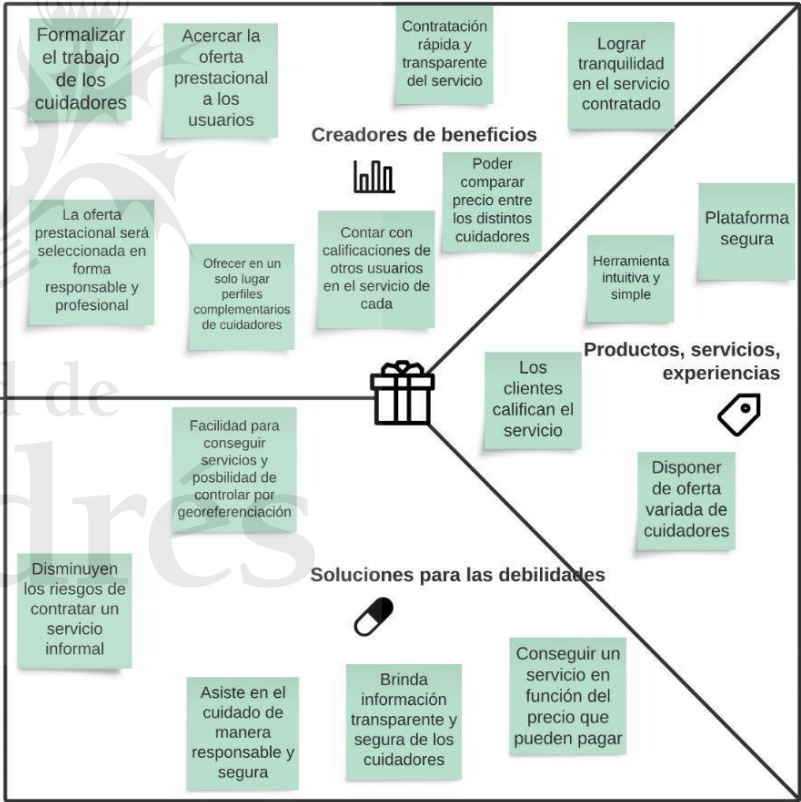 Formalizar
el trabajo
de los
cuidadores
Acercar la
oferta
prestacional
a los
usuarios
Contratación
rápida y
transparente
del servicio
Lograr
tranquilidad
en el servicio
contratado
Creadores de beneficios
La oferta
prestacional será
seleccionada en
forma
responsable y
profesional
Ofrecer en un
solo lugar
perfiles
complementarios
de cuidadores
Contar con
calificaciones de
otros usuarios
en el servicio de
cada
Poder
comparar
precio entre
los distintos
cuidadores
Plataforma
segura
Herramienta
intuitiva y
simple
Productos, servicios,
experiencias
Los
clientes
califican el
servicio
Disponer
de oferta
variada de
cuidadores
Facilidad para
conseguir
servicios y
posbilidad de
controlar por
georeferenciación
Soluciones para las debilidades
Disminuyen
los riesgos de
contratar un
servicio
informal
Asiste en el
cuidado de
manera
responsable y
segura
Brinda
información
transparente y
segura de los
cuidadores
Conseguir un
servicio en
función del
precio que
pueden pagar
d de
drés